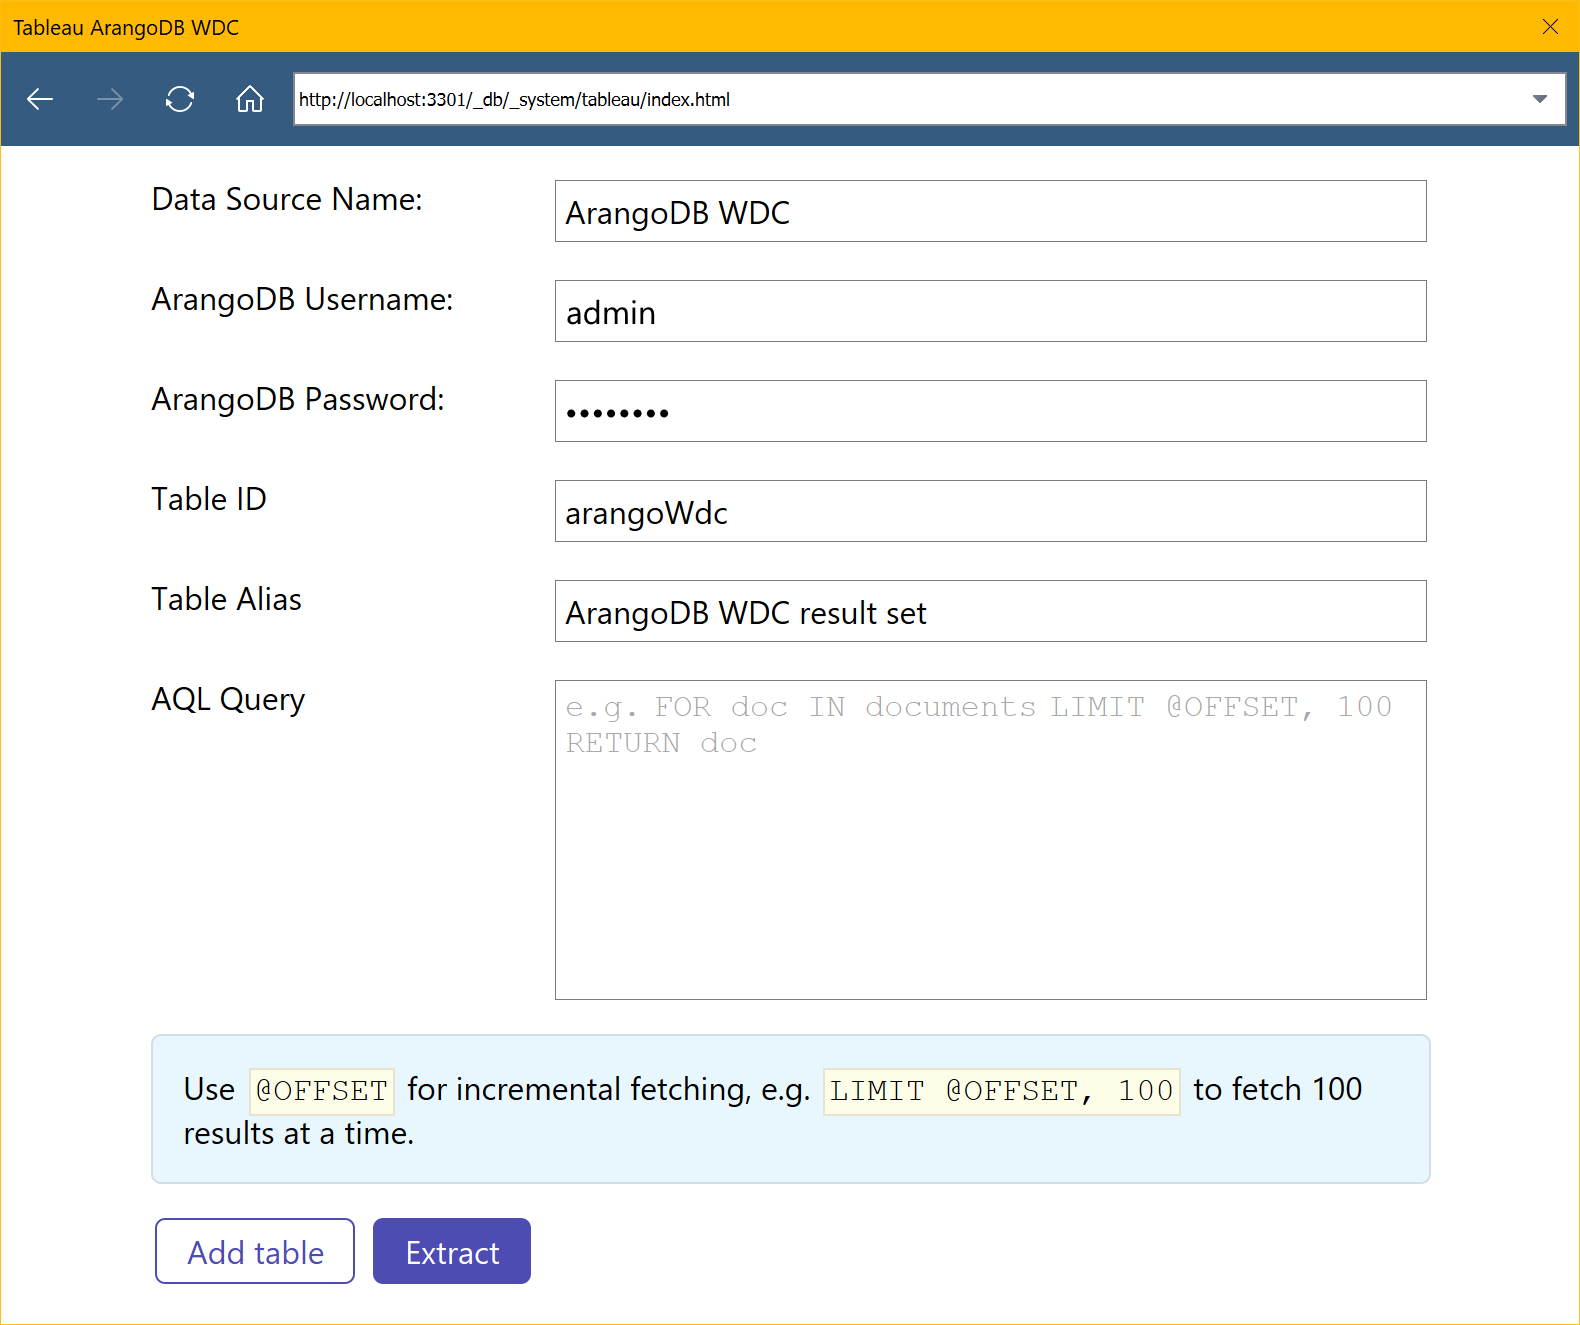 Tableau ArangoDB WDC
http://localhost:3301/_db/_system/tableau/index.html
Data Source Name:
ArangoDB WDC
ArangoDB Username:
admin
ArangoDB Password:
••••••••
Table ID
arangoWdc
Table Alias
ArangoDB WDC result set
AQL Query
e.g. FOR doc IN documents LIMIT @OFFSET, 100
RETURN doc
Use @OFFSET for incremental fetching, e.g. LIMIT @OFFSET, 100 to fetch 100
results at a time.
Add table
Extract